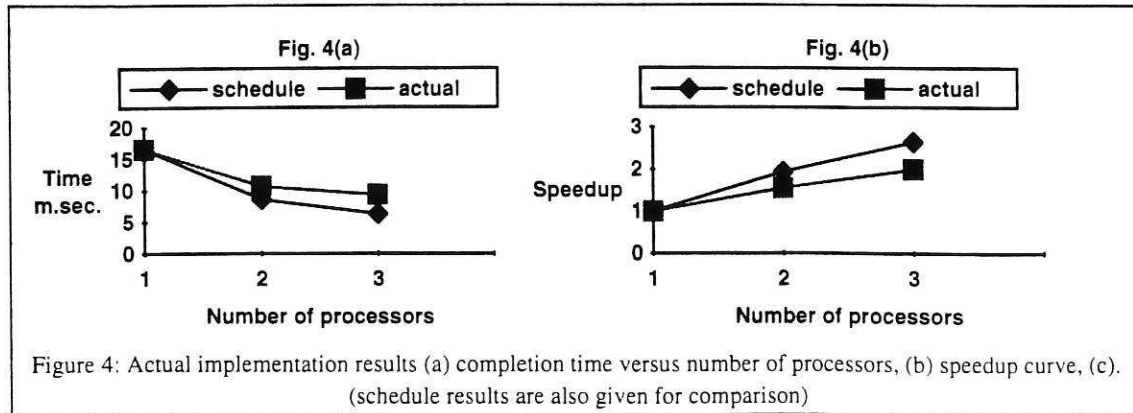 Fig. 4(a)
schedule actual
20
15
10
5
0
Time
m.sec.
1 2 3
Number of processors
Fig. 4(b)
schedule actual
3
2
1
0
Speedup
1 2 3
Number of processors
Figure 4: Actual implementation results (a) completion time versus number of processors, (b) speedup curve, (c).
(schedule results are also given for comparison)